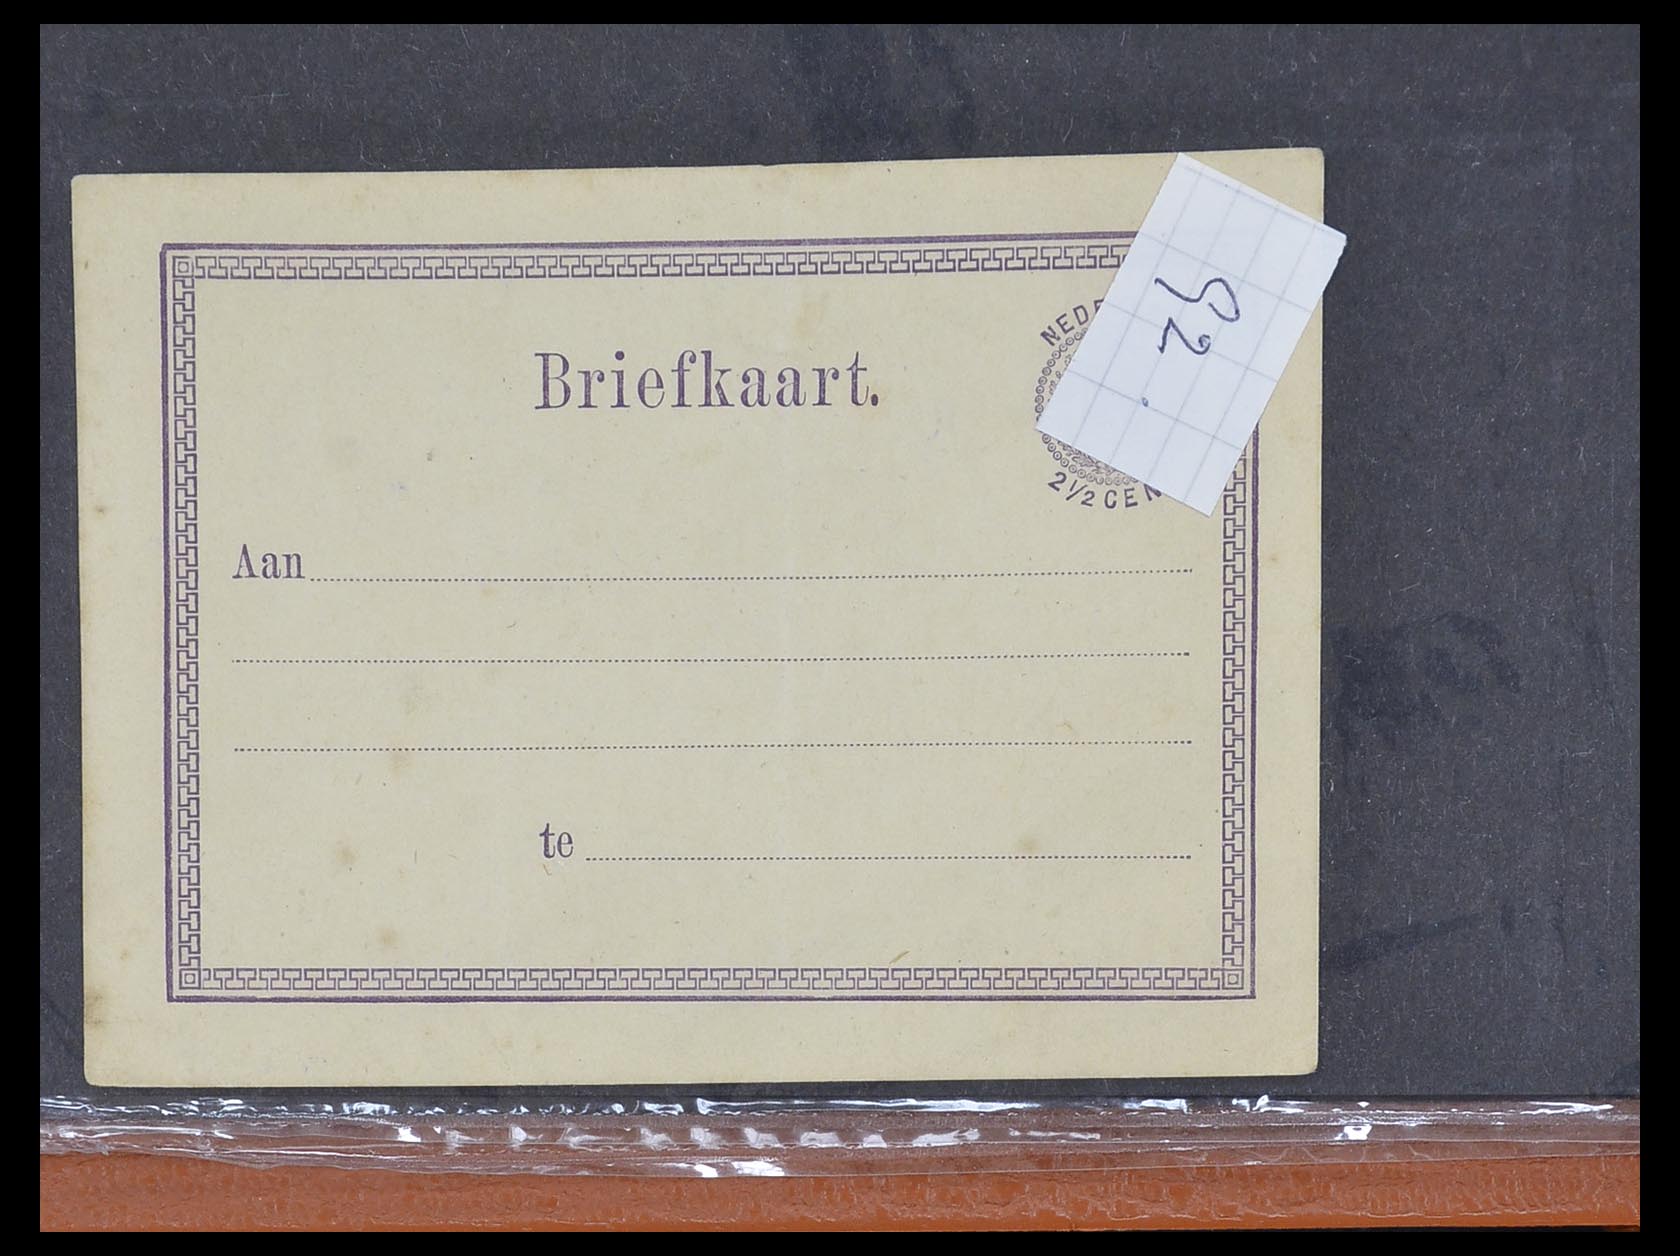 Briefkaart.
NEDE
2½ CEN
Aan
te